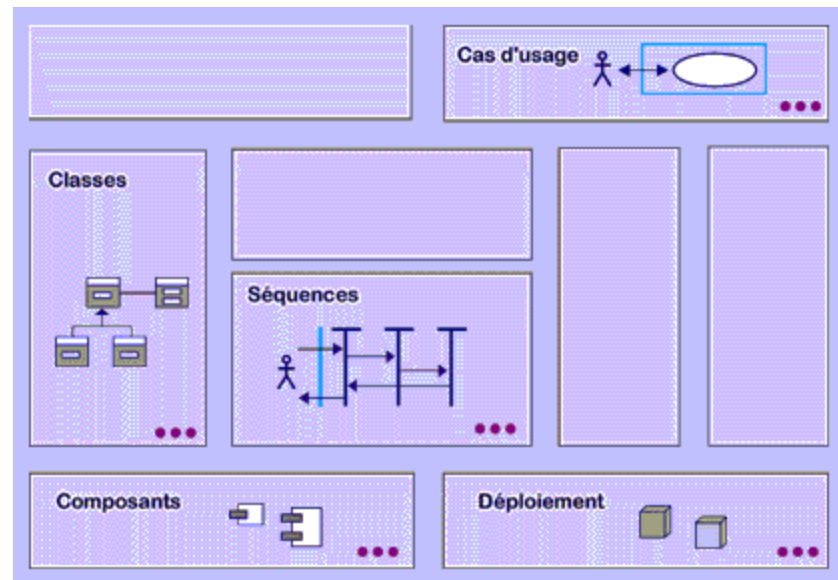 Cas d'usage
Classes
Séquences
Composants
Déploiement